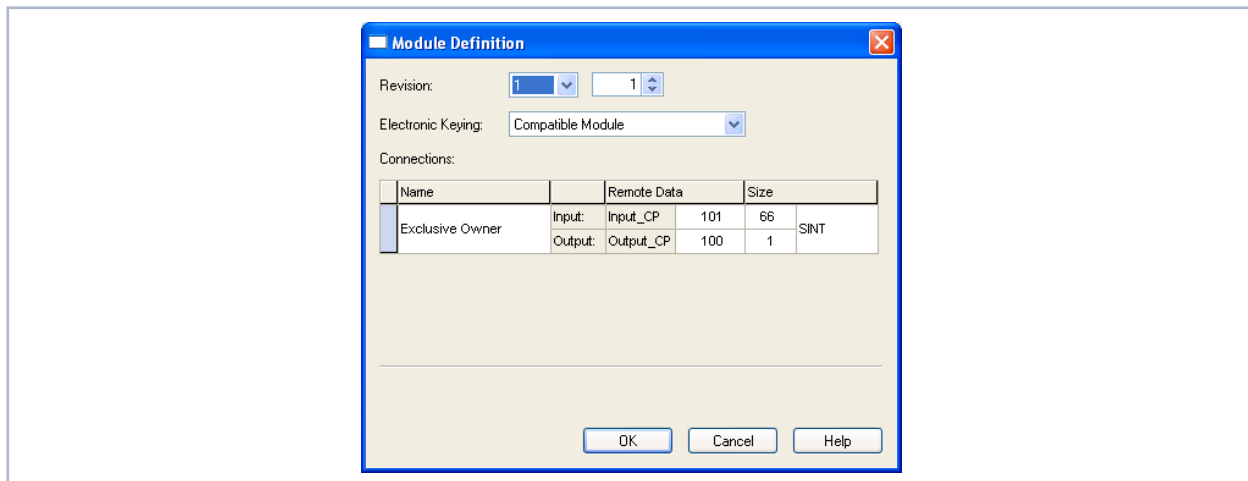 Module Definition
Revision: 1 1
Electronic Keying: Compatible Module
Connections:
Name Remote Data Size
Exclusive Owner Input: Input_CP 101 66 SINT
Output: Output_CP 100 1
OK Cancel Help